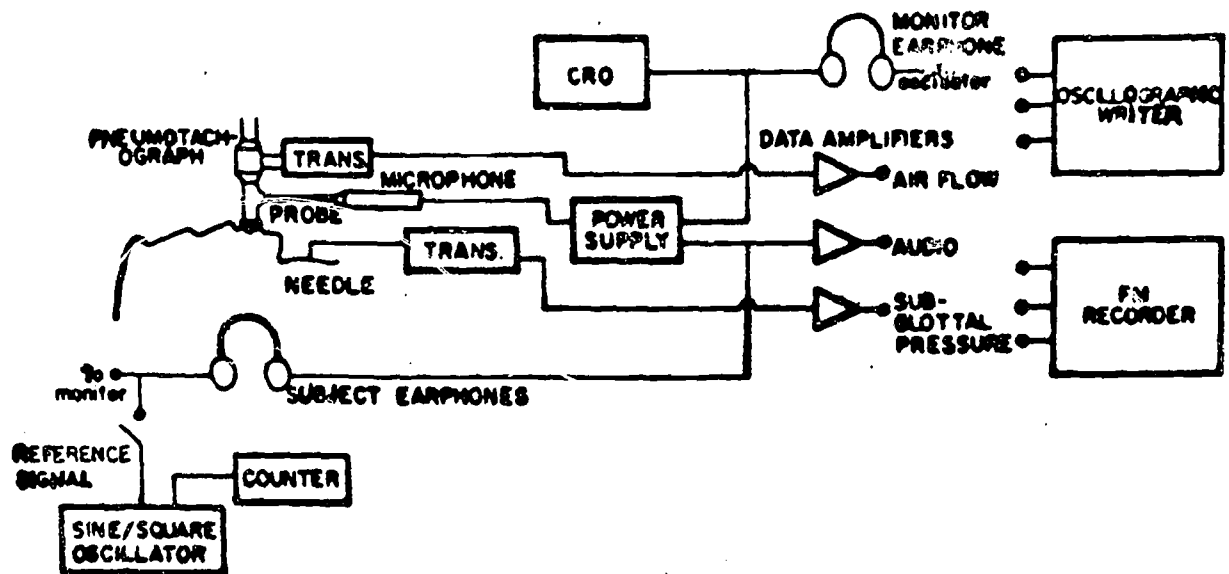 MONITOR
EARPHONE
oscillator
CRO
OSCILLOGRAPHIC
WRITER
PNEUMOTACH-
OGRAPH
TRANS.
DATA AMPLIFIERS
MICROPHONE
AIR FLOW
PROBE
POWER
SUPPLY
TRANS.
AUDIO
NEEDLE
SUB-
GLOTTAL
PRESSURE
FM
RECORDER
to
monitor
SUBJECT EARPHONES
REFERENCE
SIGNAL
COUNTER
SINE/SQUARE
OSCILLATOR